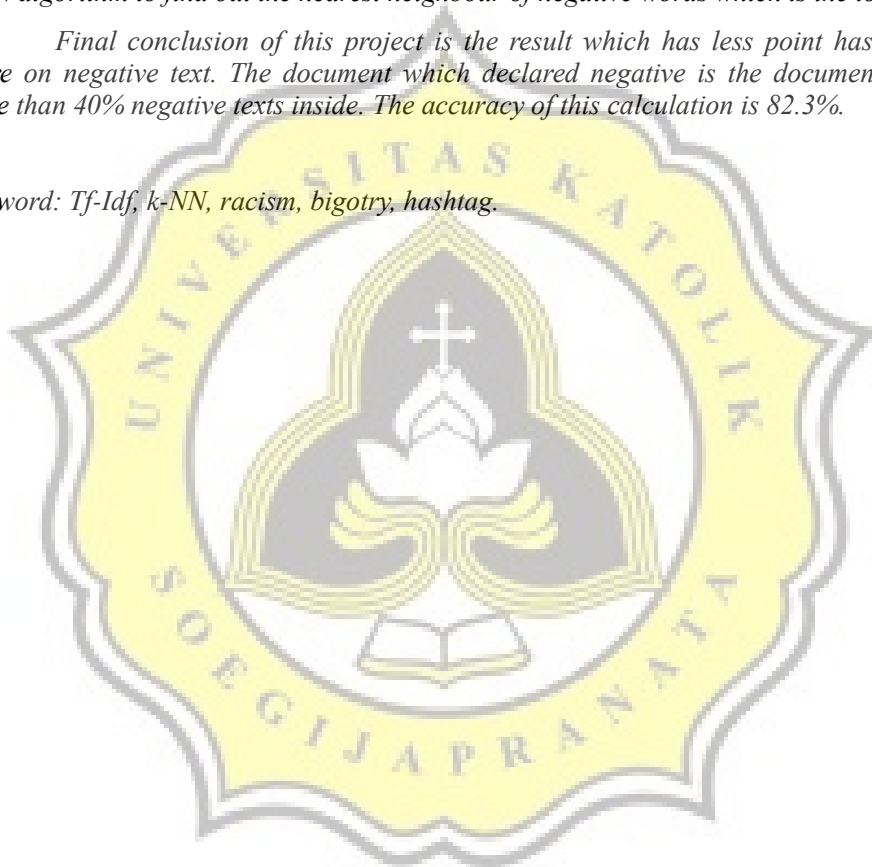 algorithm to find out the nearest neighbour of negative words which is the
Final conclusion of this project is the result which has less point has
on negative text. The document which declared negative is the document
than 40% negative texts inside. The accuracy of this calculation is 82.3%.
word: Tf-Idf, k-NN, racism, bigotry, hashtag.
UNIVERSITAS KATOLIK
SOEGIJAPRANATA